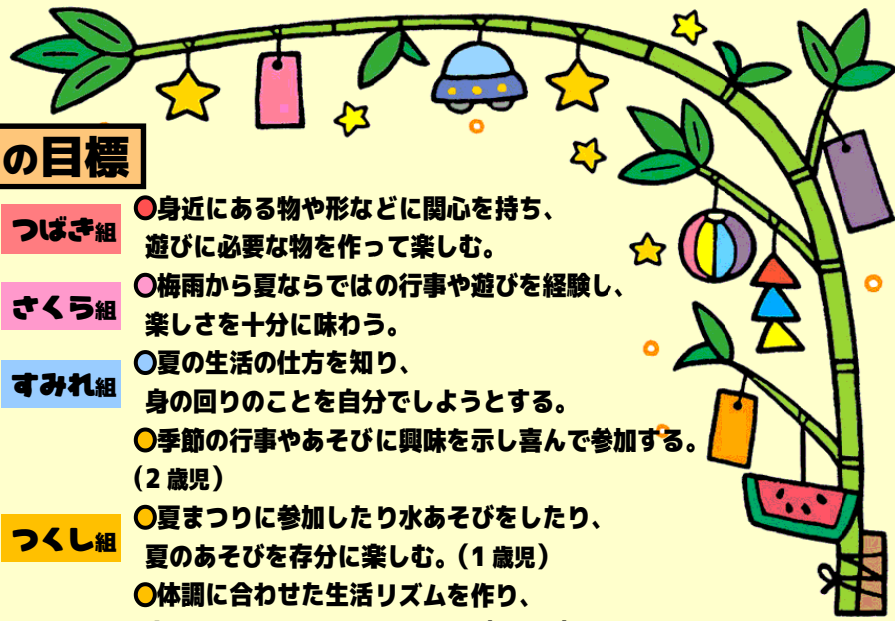 の目標
つばき組
○身近にある物や形などに関心を持ち、
遊びに必要な物を作って楽しむ。
さくら組
○梅雨から夏ならではの行事や遊びを経験し、
楽しさを十分に味わう。
すみれ組
○夏の生活の仕方を知り、
身の回りのことを自分でしようとする。
○季節の行事やあそびに興味を示し喜んで参加する。
(2歳児)
つくし組
○夏まつりに参加したり水あそびをしたり、
夏のあそびを存分に楽しむ。(1歳児)
○体調に合わせた生活リズムを作り、